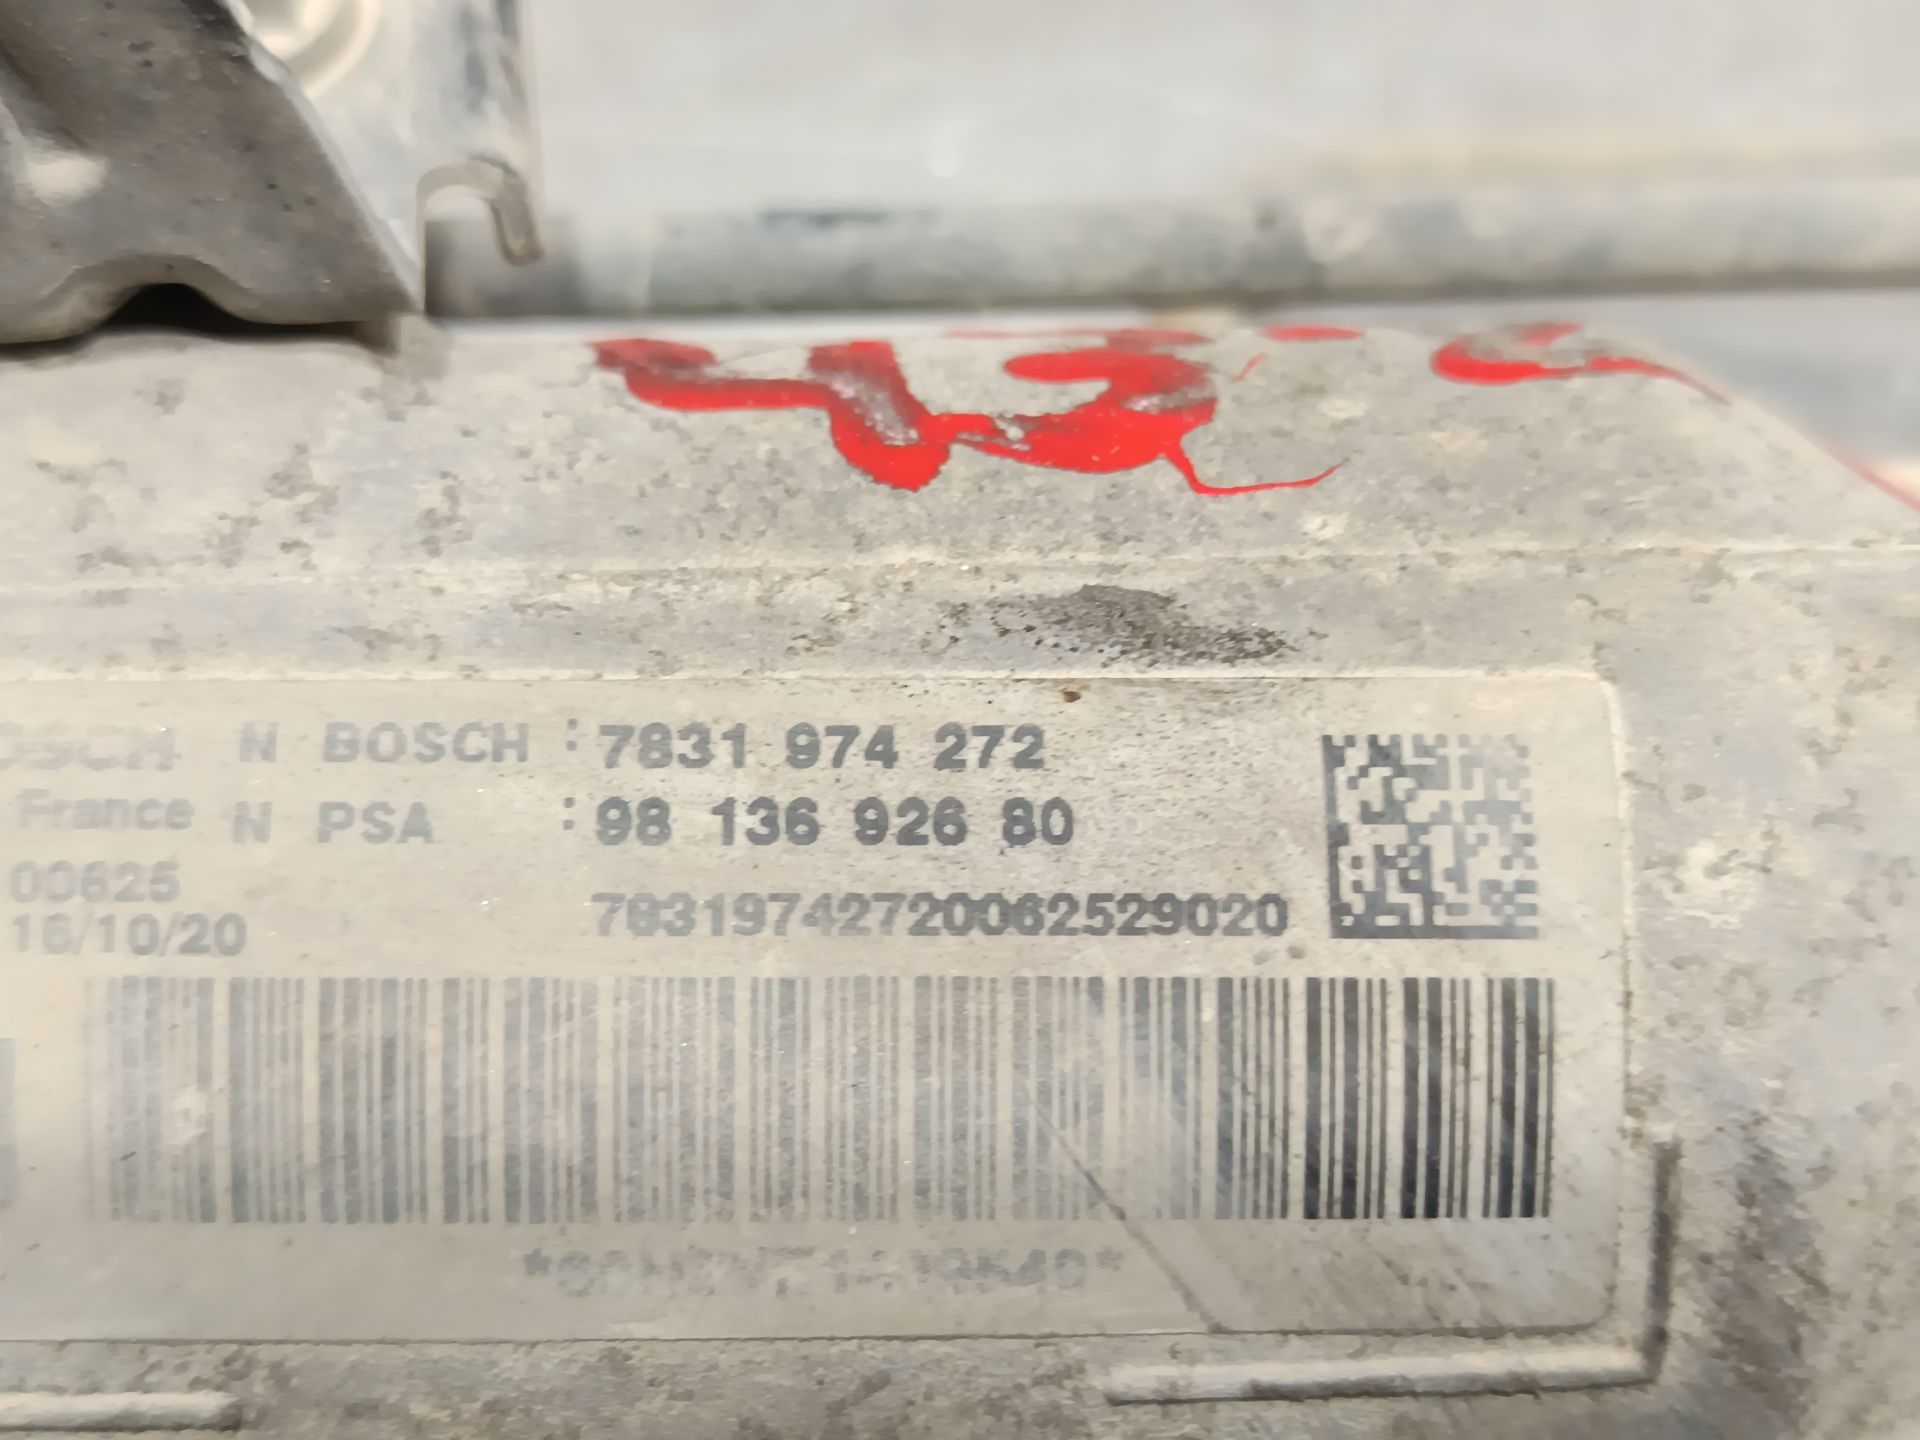 N BOSCH : 7831 974 272
France N PSA : 98 136 926 80
00625
16/10/20 78319742720062529020